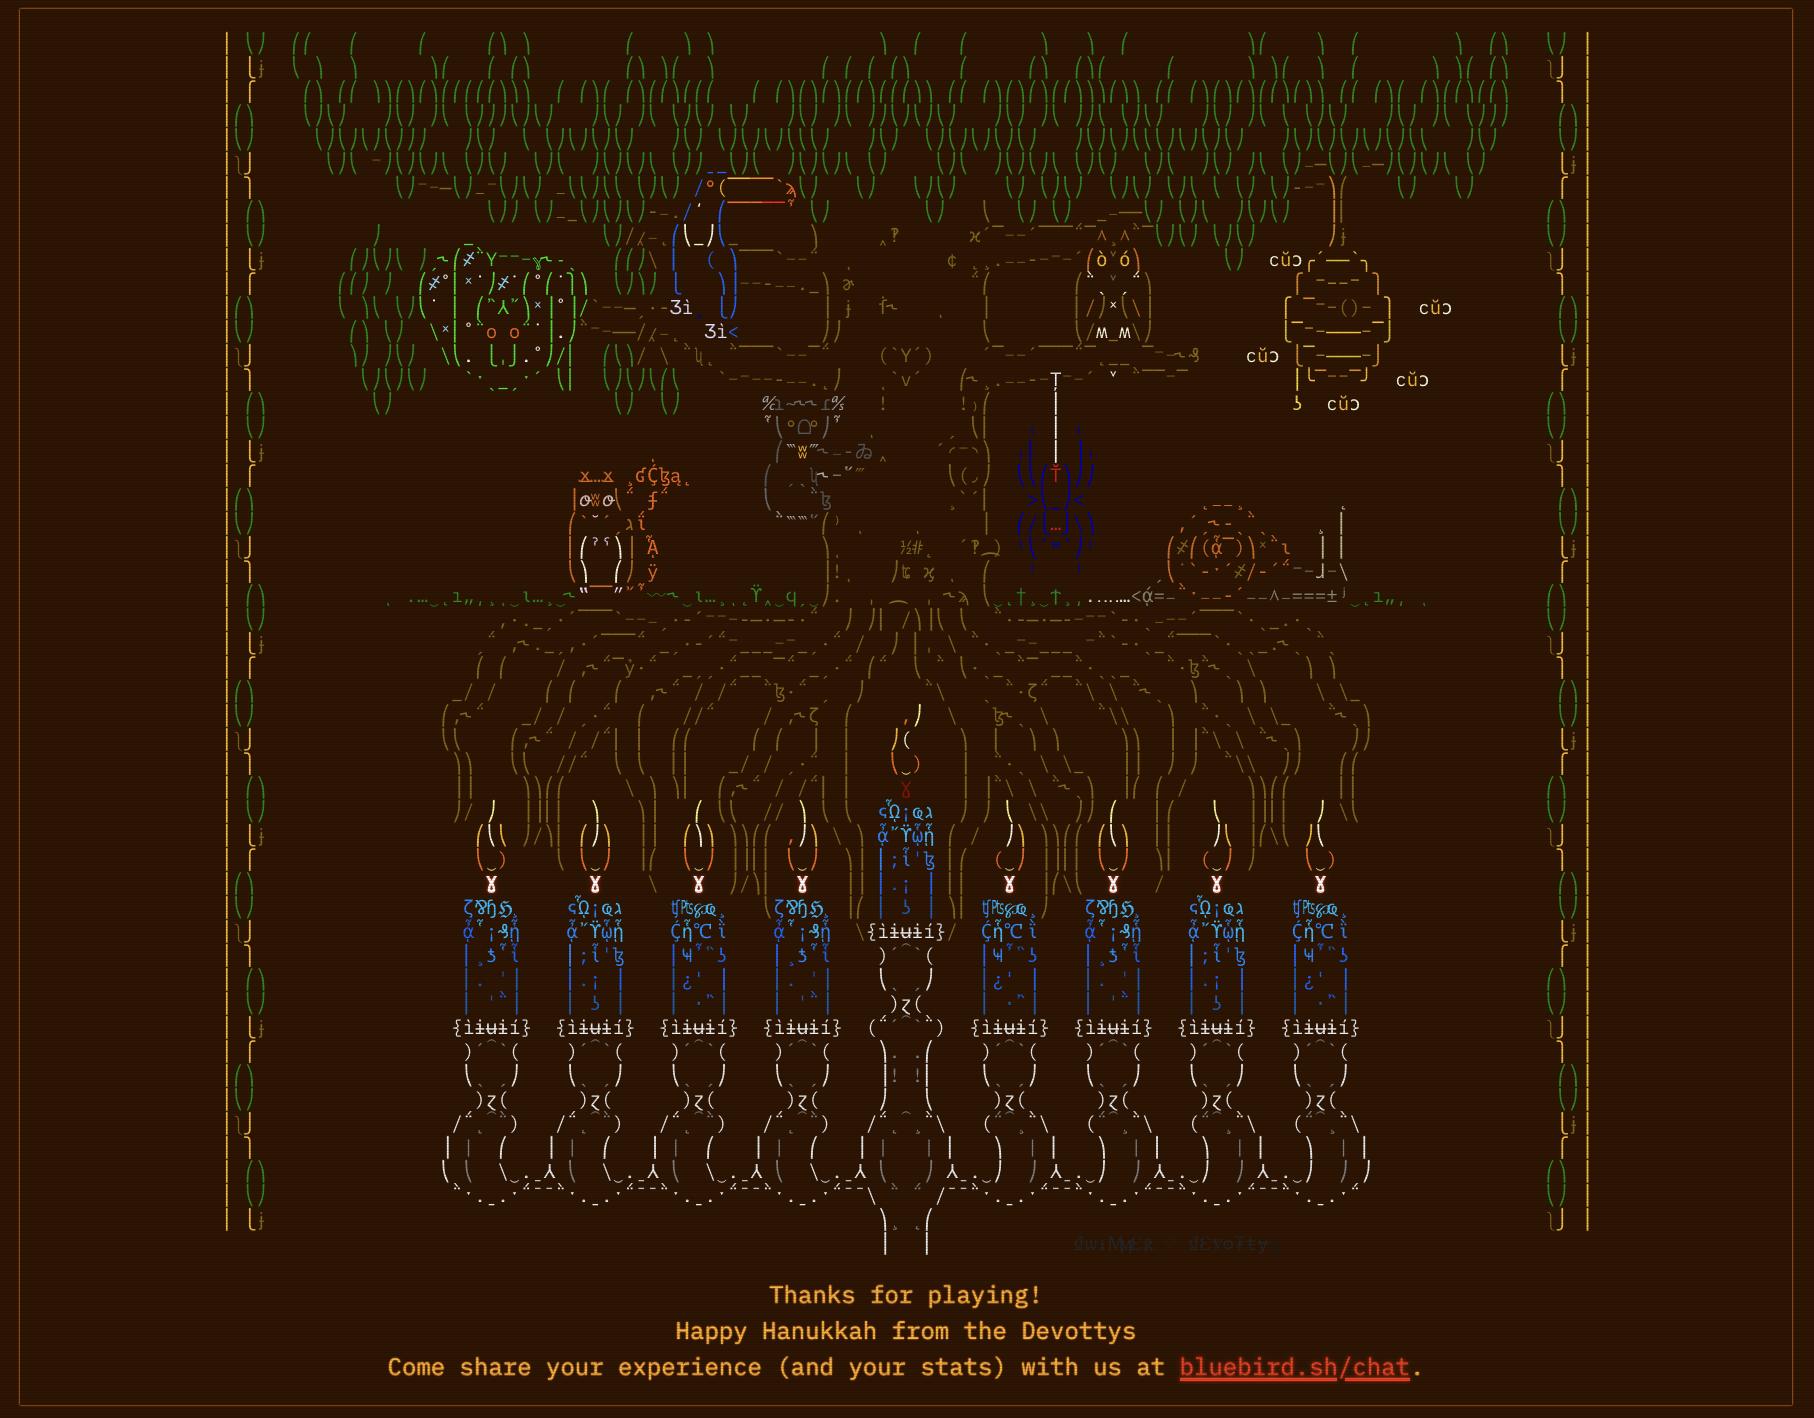 Thanks for playing!
Happy Hanukkah from the Devottys
Come share your experience (and your stats) with us at bluebird.sh/chat.